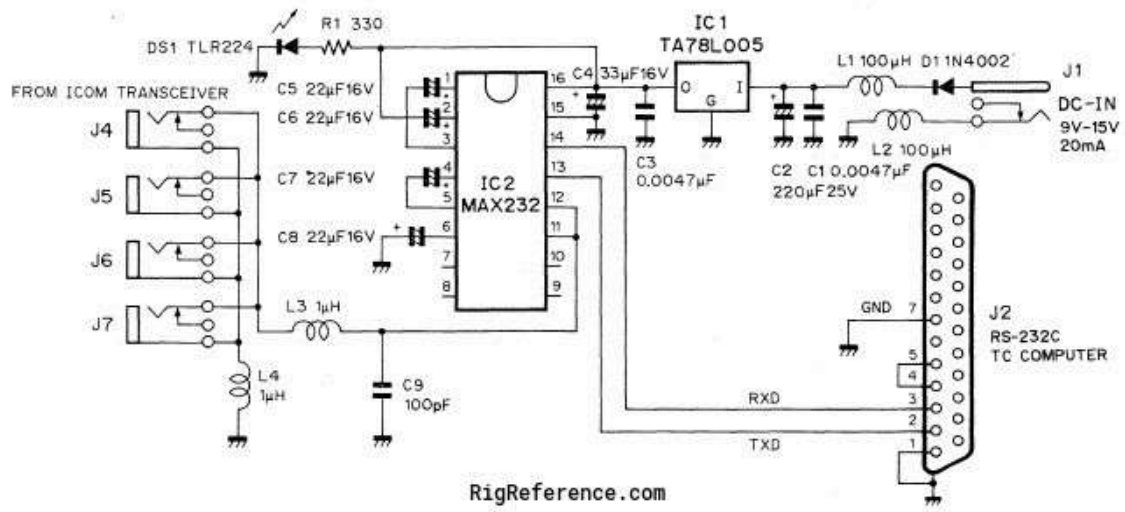 IC1
TA78L005
R1 330
DS1 TLR224
C4 33μF16V
L1 100μH
D1 1N4002
J1
DC-IN
9V-15V
20mA
L2 100μH
O
G
I
+
+
FROM ICOM TRANSCEIVER
C5 22μF16V
C6 22μF16V
C7 22μF16V
C8 22μF16V
+
J4
J5
J6
J7
IC2
MAX232
1
2
3
4
5
6
7
8
16
15
14
13
12
11
10
9
C3
0.0047μF
C2
220μF25V
C1 0.0047μF
L3 1μH
L4
1μH
C9
100pF
GND
7
5
4
3
2
1
RXD
TXD
J2
RS-232C
TC COMPUTER
RigReference.com